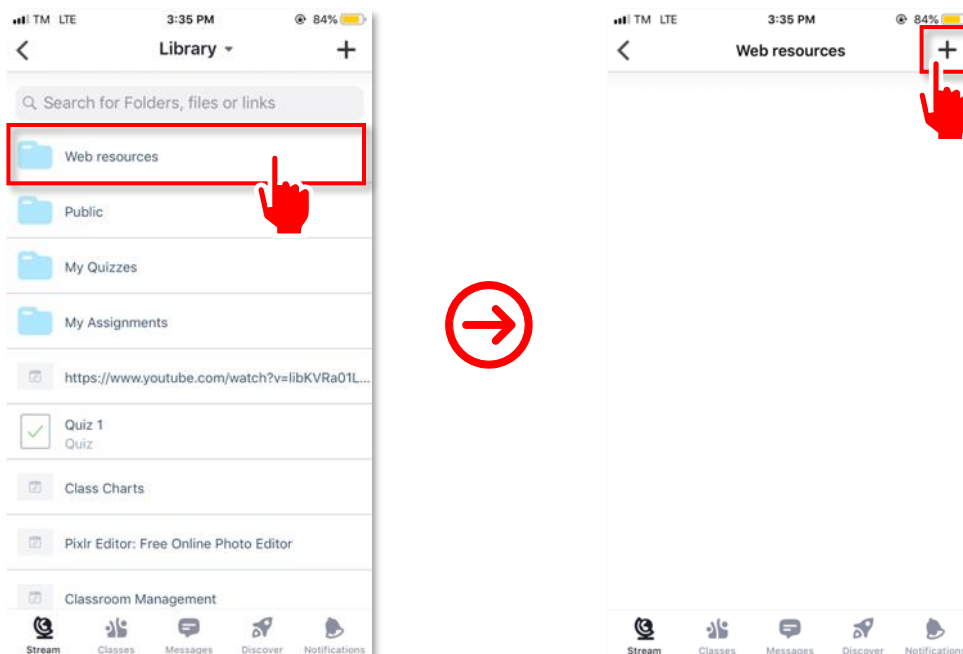 TM LTE 3:35 PM 84%
Library
Search for Folders, files or links
Web resources
Public
My Quizzes
My Assignments
https://www.youtube.com/watch?v=libKVRa01L...
Quiz 1
Quiz
Class Charts
Pixlr Editor: Free Online Photo Editor
Classroom Management
Stream Classes Messages Discover Notifications
TM LTE 3:35 PM 84%
Web resources
Stream Classes Messages Discover Notifications